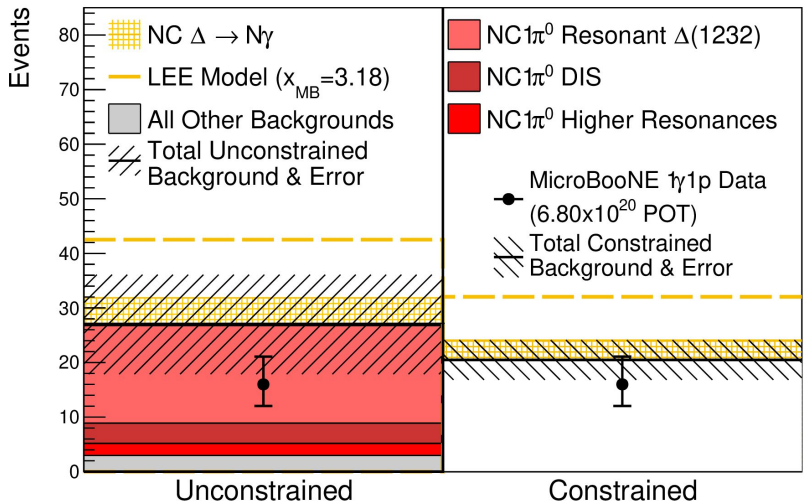 Events
80
70
60
50
40
30
20
10
0
NC Δ → Nγ
LEE Model (x_MB=3.18)
All Other Backgrounds
Total Unconstrained
Background & Error
NC1π⁰ Resonant Δ(1232)
NC1π⁰ DIS
NC1π⁰ Higher Resonances
MicroBooNE 1γ1p Data
(6.80x10²⁰ POT)
Total Constrained
Background & Error
Unconstrained
Constrained